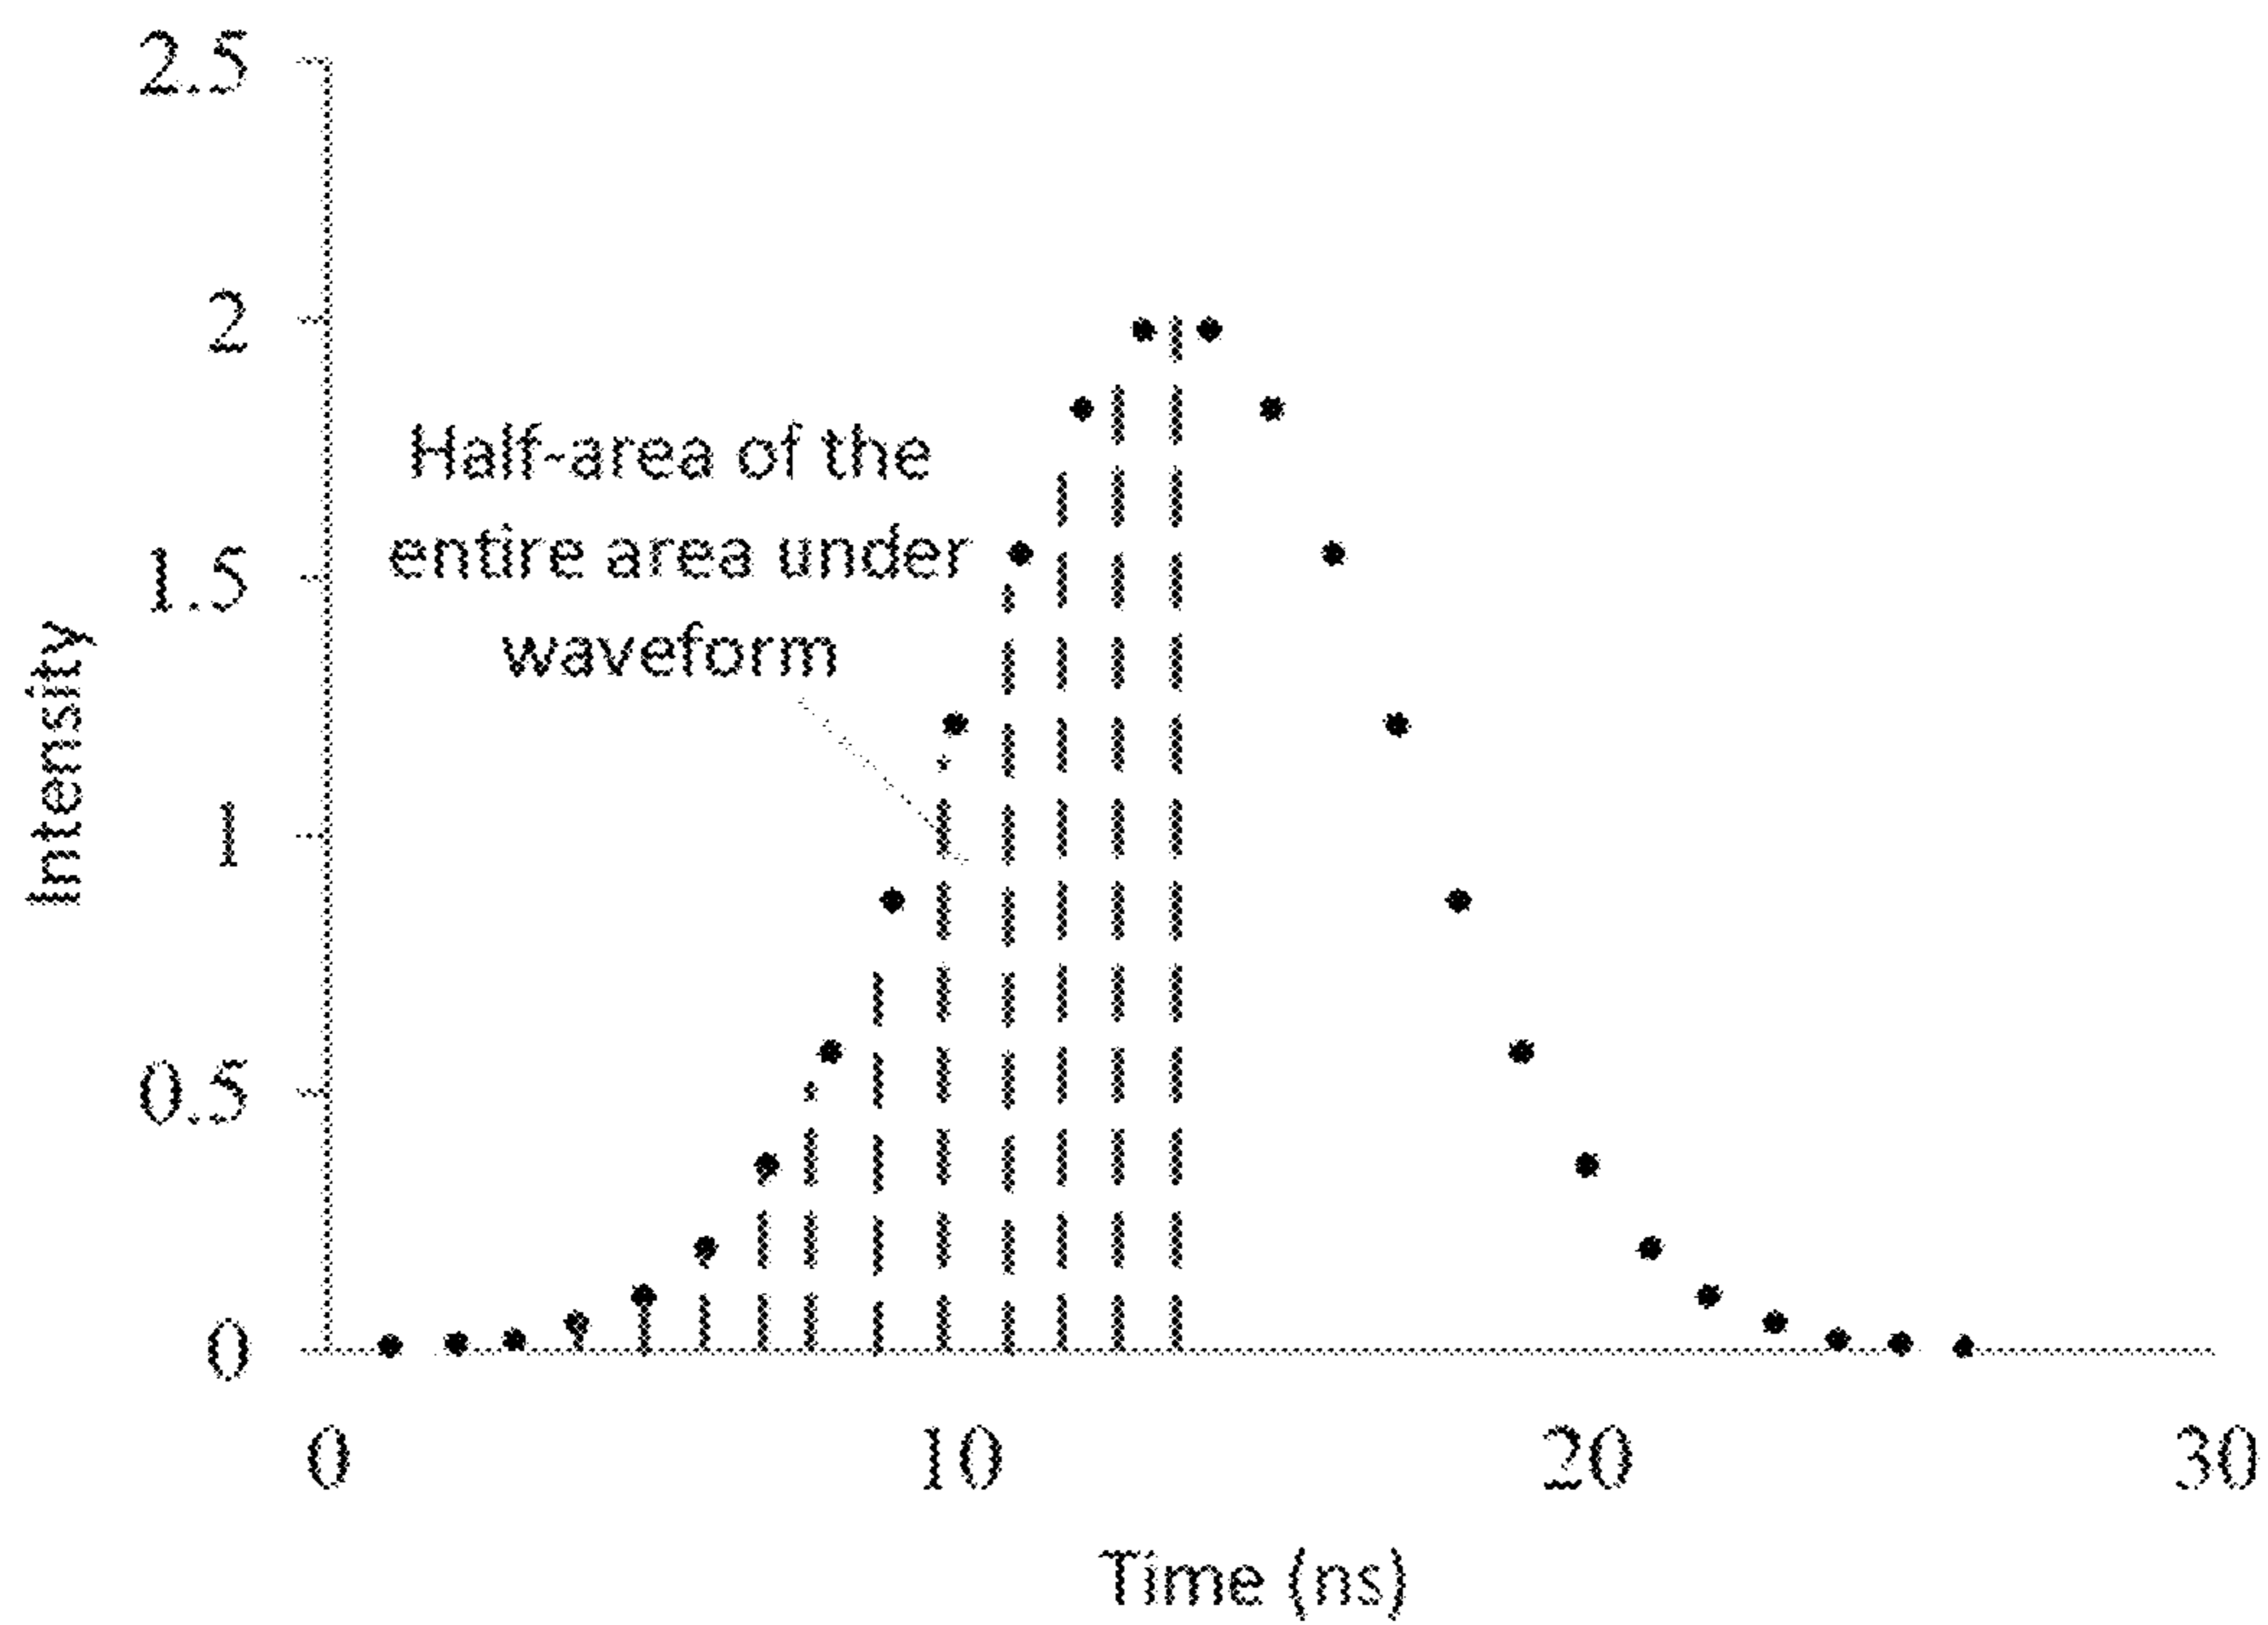 2.5
2
1.5
1
0.5
0
Intensity
Half-area of the
entire area under
waveform
0 10 20 30
Time (ns)